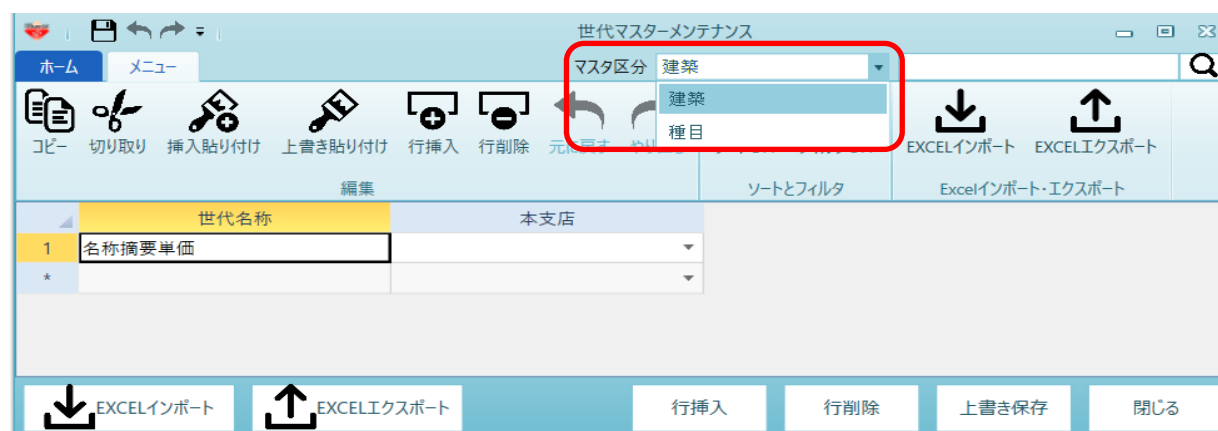 世代マスターメンテナンス
ホーム メニュー マスタ区分 建築
建築
種目
コピー 切り取り 挿入貼り付け 上書き貼り付け 行挿入 行削除 元に戻す EXCELインポート EXCELエクスポート
編集 ソートとフィルタ Excelインポート・エクスポート
世代名称 本支店
1 名称摘要単価
*
EXCELインポート EXCELエクスポート 行挿入 行削除 上書き保存 閉じる